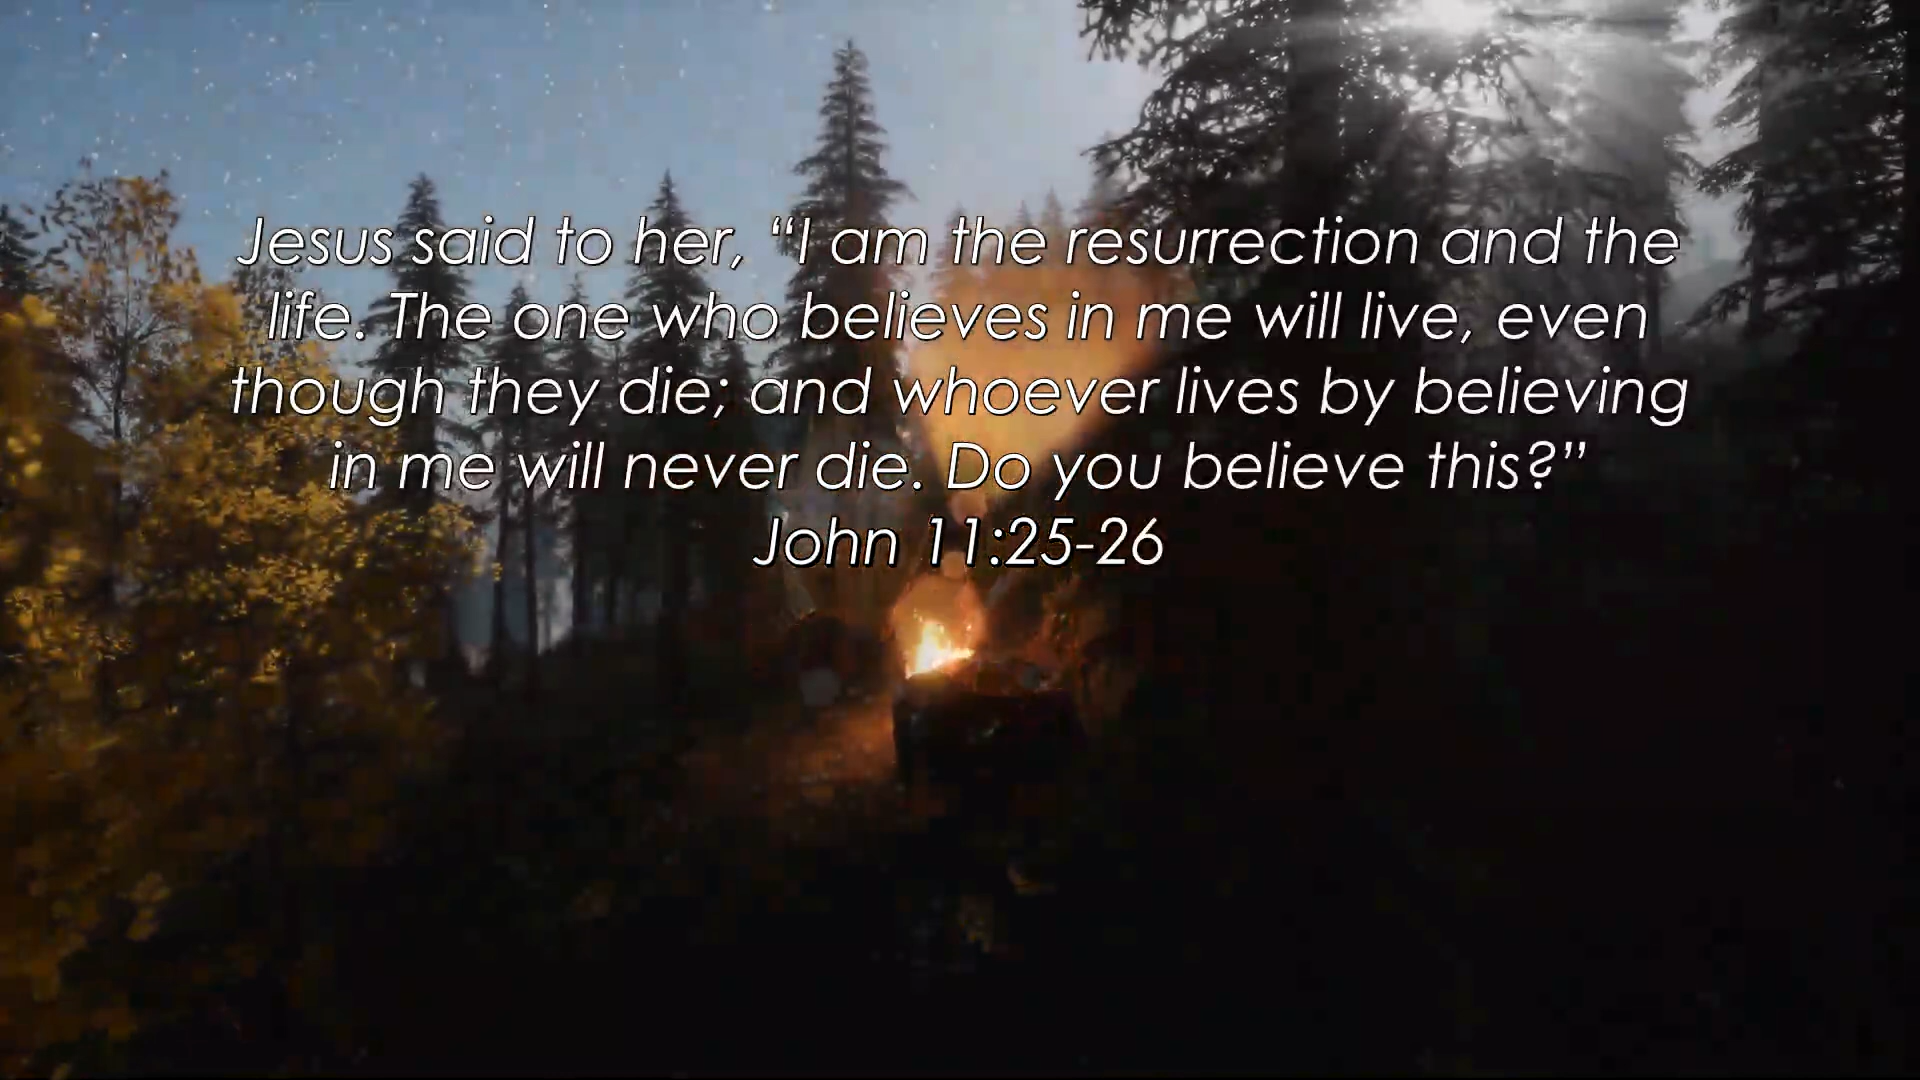 Jesus said to her, “I am the resurrection and the
life. The one who believes in me will live, even
though they die; and whoever lives by believing
in me will never die. Do you believe this?”
John 11:25-26